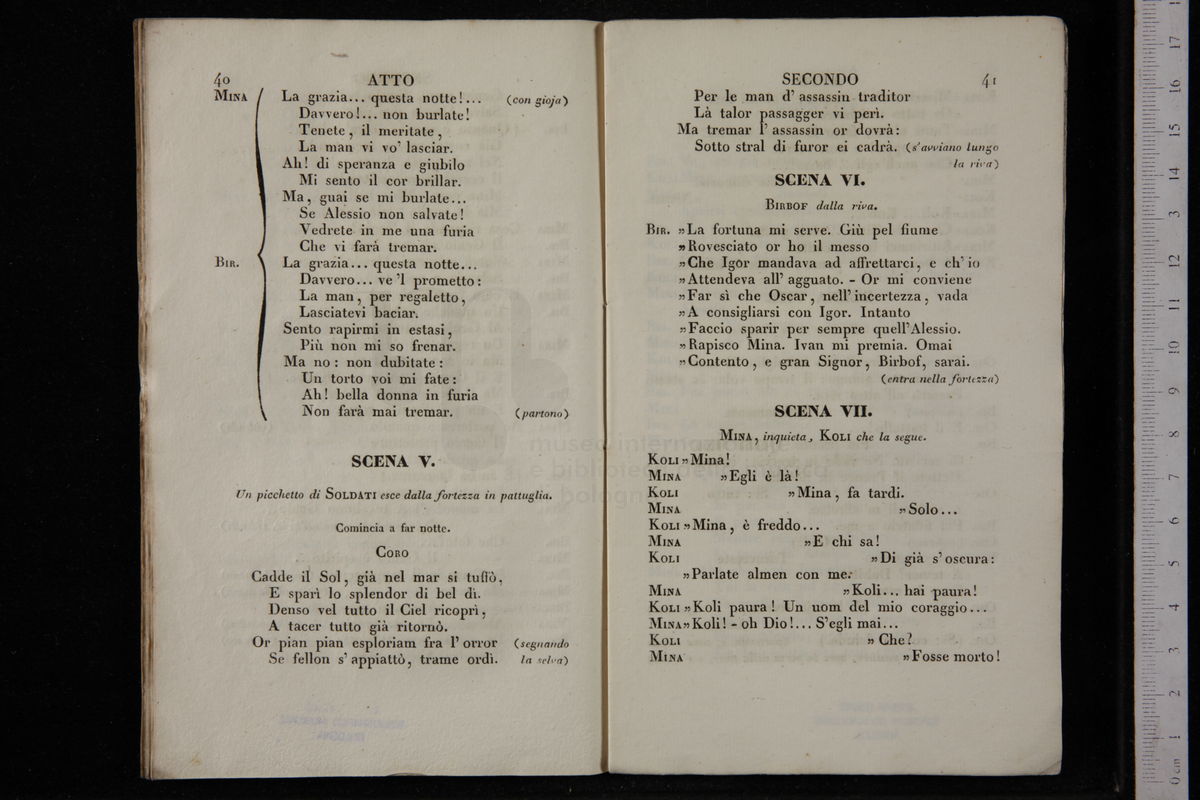 40 ATTO
MINA La grazia... questa notte!... (con gioja)
Davvero!... non burlate!
Tenete, il meritate,
La man vi vo' lasciar.
Ah! di speranza e giubilo
Mi sento il cor brillar.
Ma, guai se mi burlate...
Se Alessio non salvate!
Vedrete in me una furia
Che vi farà tremar.
BIR. La grazia... questa notte...
Davvero... ve 'l prometto:
La man, per regaletto,
Lasciatevi baciar.
Sento rapirmi in estasi,
Più non mi so frenar.
Ma no: non dubitate:
Un torto voi mi fate:
Ah! bella donna in furia
Non farà mai tremar. (partono)
SCENA V.
Un picchetto di SOLDATI esce dalla fortezza in pattuglia.
Comincia a far notte.
CORO
Cadde il Sol, già nel mar si tuffò,
E sparì lo splendor di bel dì.
Denso vel tutto il Ciel ricoprì,
A tacer tutto già ritornò.
Or pian pian esploriam fra l'orror (segnando
Se fellon s'appiattò, trame ordì. la selva)
SECONDO 41
Per le man d'assassin traditor
Là talor passagger vi perì.
Ma tremar l'assassin or dovrà:
Sotto stral di furor ei cadrà. (s'avviano lungo
la riva)
SCENA VI.
BIRBOF dalla riva.
BIR. »La fortuna mi serve. Giù pel fiume
»Rovesciato or ho il messo
»Che Igor mandava ad affrettarci, e ch'io
»Attendeva all'agguato. - Or mi conviene
»Far sì che Oscar, nell'incertezza, vada
»A consigliarsi con Igor. Intanto
»Faccio sparir per sempre quell'Alessio.
»Rapisco Mina. Ivan mi premia. Omai
»Contento, e gran Signor, Birbof, sarai.
(entra nella fortezza)
SCENA VII.
MINA, inquieta, KOLI che la segue.
KOLI »Mina!
MINA »Egli è là!
KOLI »Mina, fa tardi.
MINA »Solo...
KOLI »Mina, è freddo...
MINA »E chi sa!
KOLI »Di già s'oscura:
»Parlate almen con me:
MINA »Koli... hai paura!
KOLI »Koli paura! Un uom del mio coraggio...
MINA »Koli! - oh Dio!... S'egli mai...
KOLI »Che?
MINA »Fosse morto!